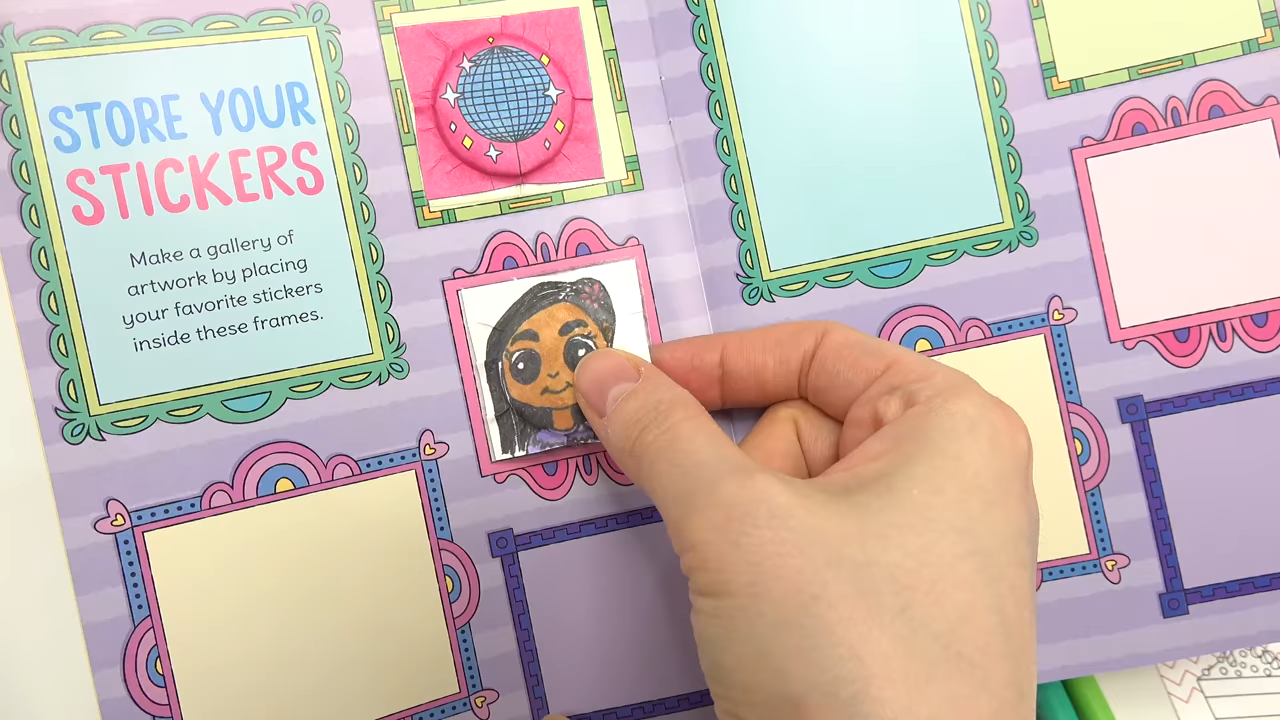 STORE YOUR
STICKERS
Make a gallery of
artwork by placing
your favorite stickers
inside these frames.